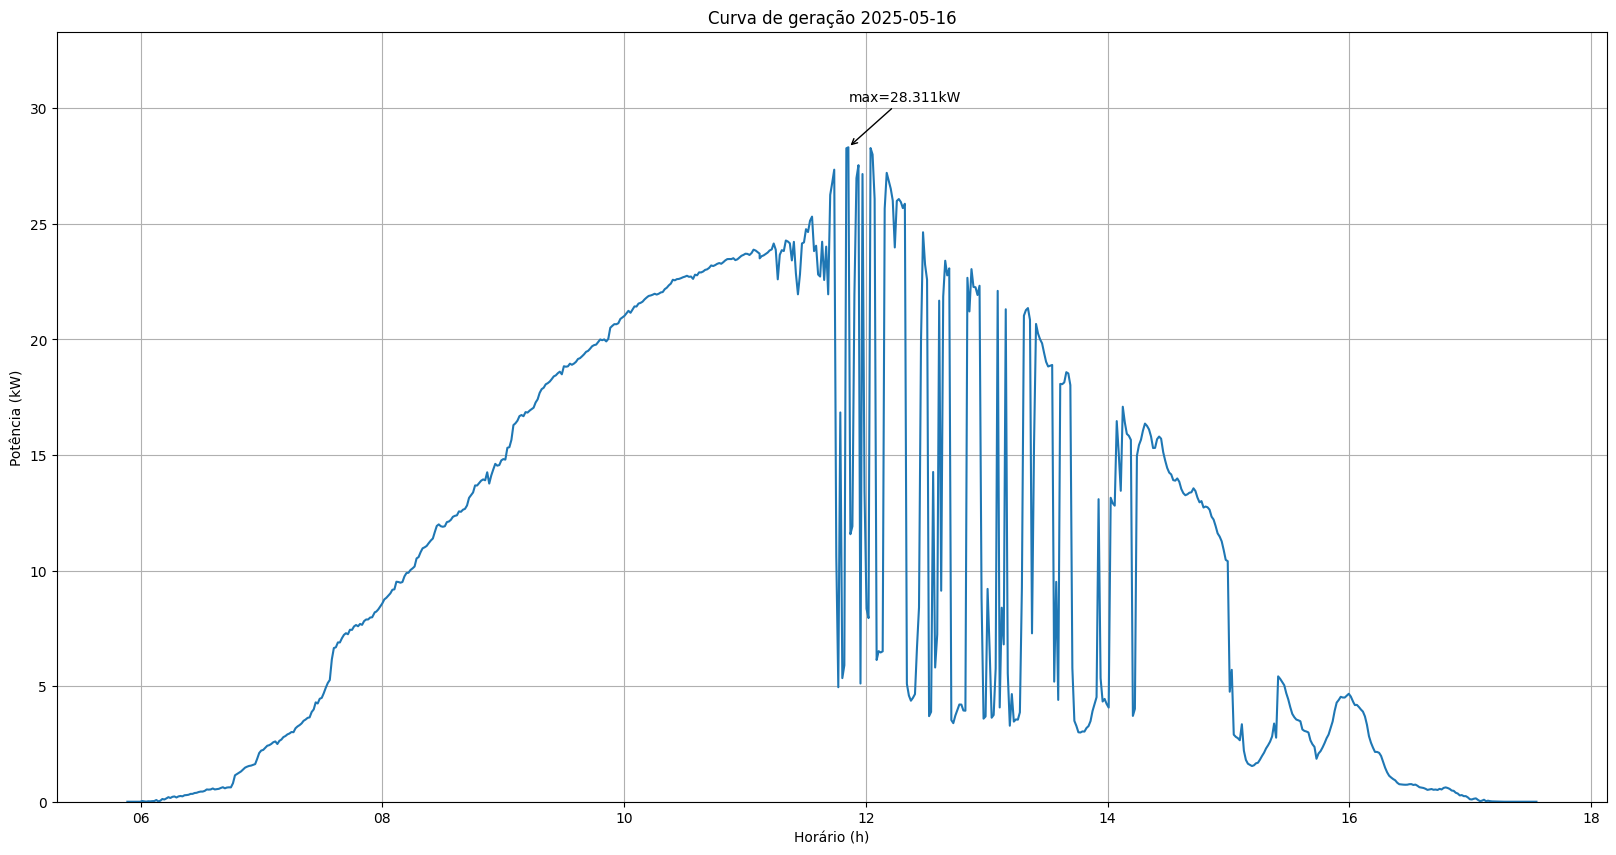 Curva de geração 2025-05-16
max=28.311kW
30
25
20
15
10
5
0
Potência (kW)
06 08 10 12 14 16 18
Horário (h)